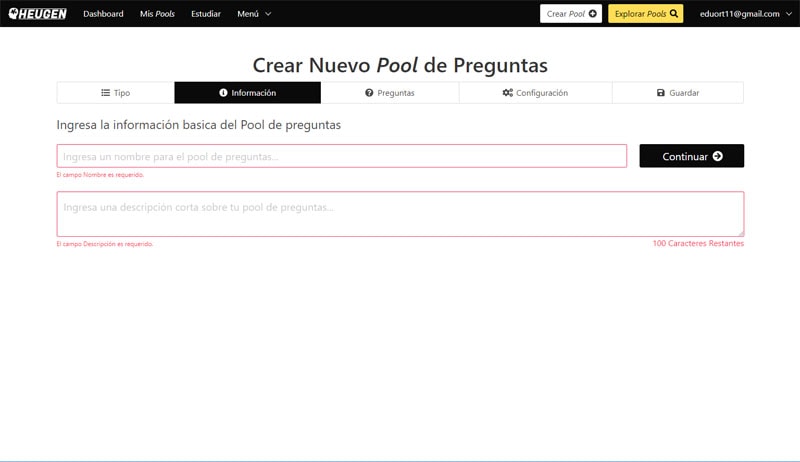 HEUGEN Dashboard Mis Pools Estudiar Menú Crear Pool Explorar Pools eduort11@gmail.com
Crear Nuevo Pool de Preguntas
Tipo Información Preguntas Configuración Guardar
Ingresa la información basica del Pool de preguntas
Ingresa un nombre para el pool de preguntas... Continuar
El campo Nombre es requerido.
Ingresa una descripción corta sobre tu pool de preguntas...
El campo Descripción es requerido. 100 Caracteres Restantes